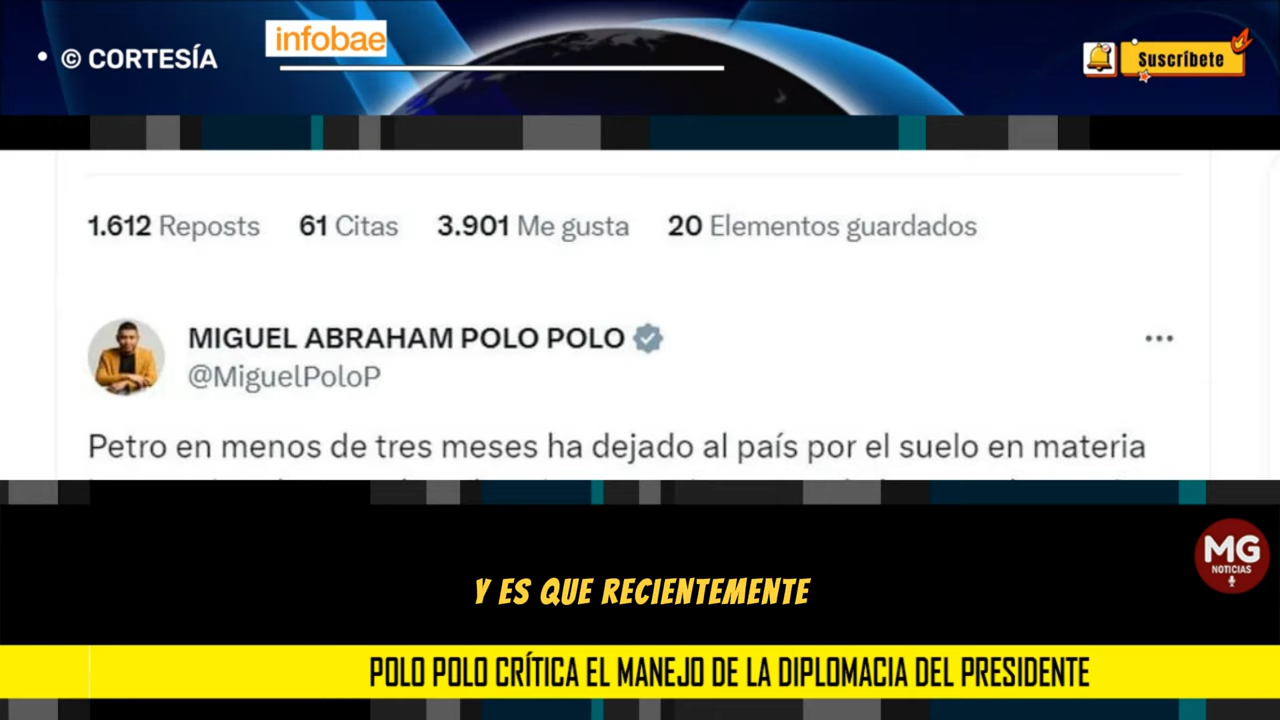 © CORTESÍA
infobae
Suscríbete
1.612 Reposts 61 Citas 3.901 Me gusta 20 Elementos guardados
MIGUEL ABRAHAM POLO POLO
@MiguelPoloP
Petro en menos de tres meses ha dejado al país por el suelo en materia
MG
NOTICIAS
Y ES QUE RECIENTEMENTE
POLO POLO CRÍTICA EL MANEJO DE LA DIPLOMACIA DEL PRESIDENTE